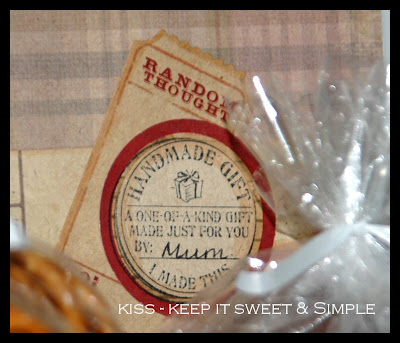 RANDOM
THOUGHT
HANDMADE GIFT
A ONE-OF-A-KIND GIFT
MADE JUST FOR YOU
BY: Mum.
I MADE THIS
KISS - KEEP IT SWEET & SIMPLE